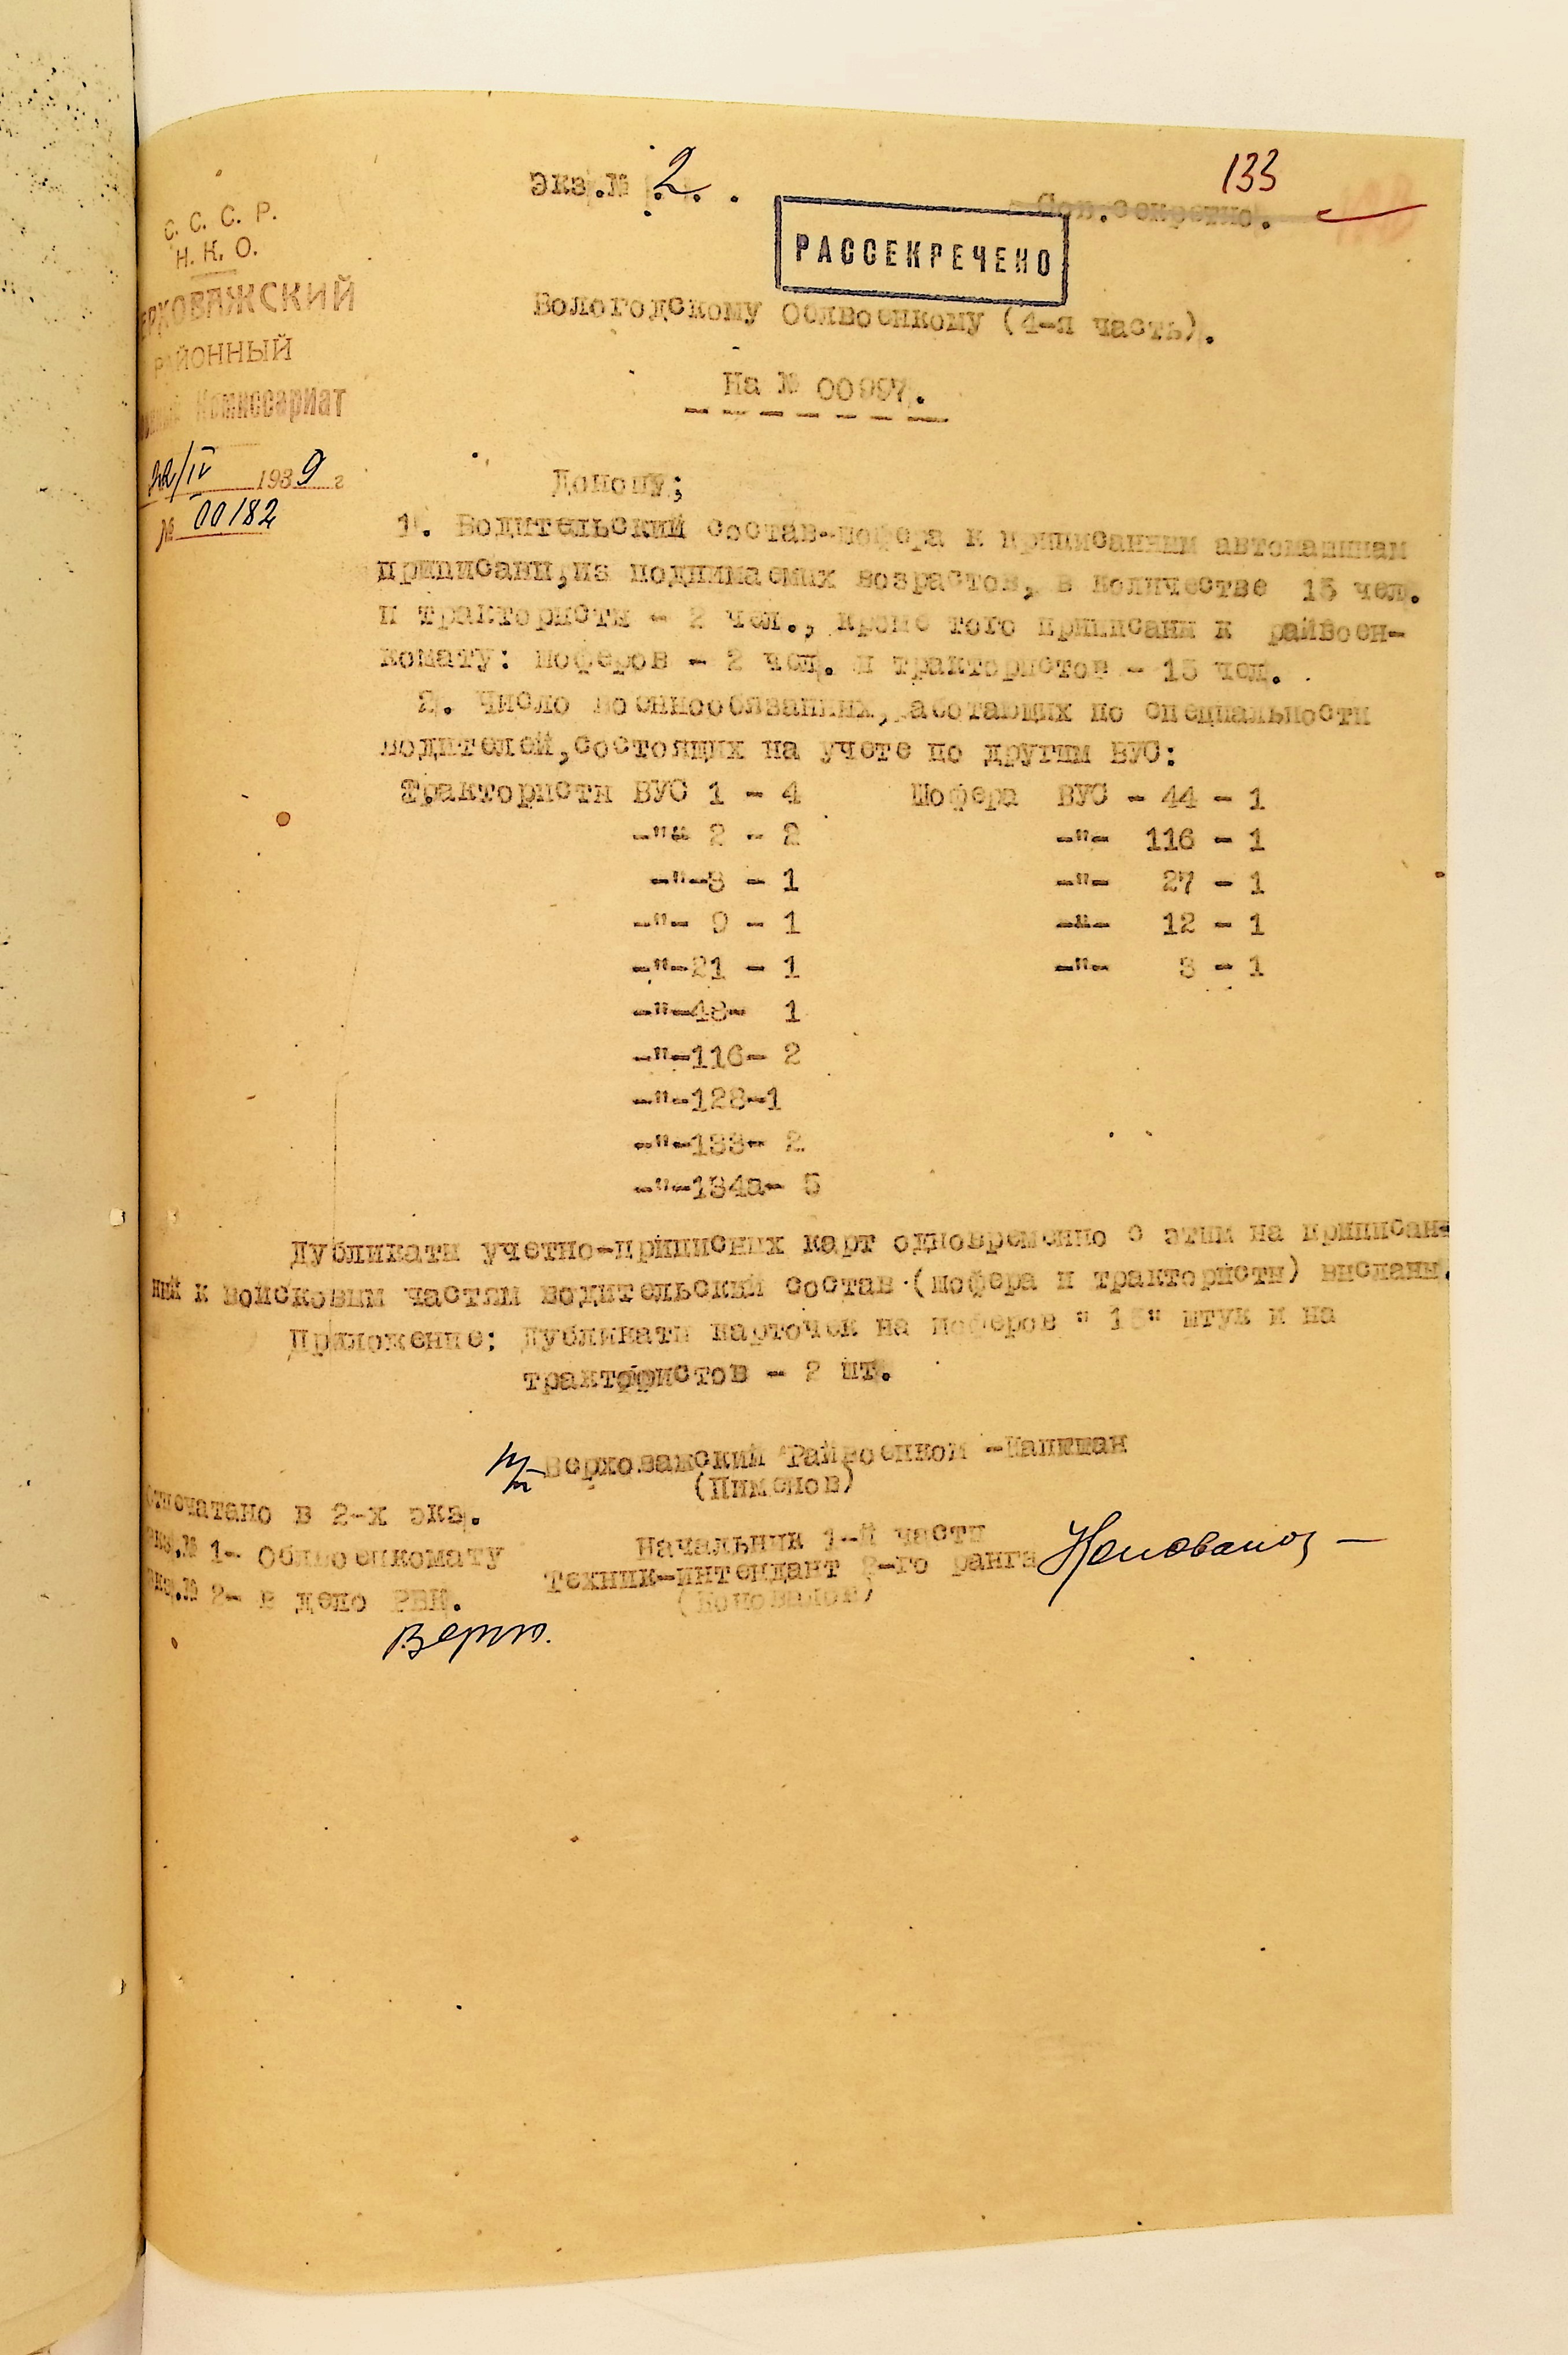 133
Экз.№ 2.
Сов.секретно.
РАССЕКРЕЧЕНО
С. С. С. Р.
Н. К. О.
ЕРХОВАЖСКИЙ
РАЙОННЫЙ
Комиссариат
22/IV 1939 г
№ 00182
Вологодскому Облвоенкому (4-я часть).
На № 00997.
Доношу;
1. Водительский состав-шофера к приписанным автомашинам
приписаны,из поднимаемых возрастов, в количестве 15 чел.
и трактористы - 2 чел., кроме того приписаны к райвоен-
комату: шоферов - 2 чел. и трактористов - 15 чел.
2. Число военнообязанных,работающих по специальности
водителей,состоящих на учете по другим ВУС:
Трактористы ВУС 1 - 4 Шофера ВУС - 44 - 1
-"- 2 - 2 -"- 116 - 1
-"-8 - 1 -"- 27 - 1
-"- 9 - 1 -"- 12 - 1
-"-21 - 1 -"- 3 - 1
-"-48- 1
-"-116- 2
-"-128-1
-"-133- 2
-"-134а- 5
Дубликаты учетно-приписных карт одновременно с этим на приписан-
ный к войсковым частям водительский состав (шофера и трактористы) высланы.
Приложение: дубликаты карточек на шоферов "15" штук и на
трактористов - 2 шт.
п/п Верховажский Райвоенком -Капитан
(Пименов)
Отпечатано в 2-х экз.
экз.№ 1- Облвоенкомату
экз.№ 2- в дело РВК.
Начальник 1-й части
Техник-интендант 2-го ранга Коновалов
(Коновалов)
Верно.